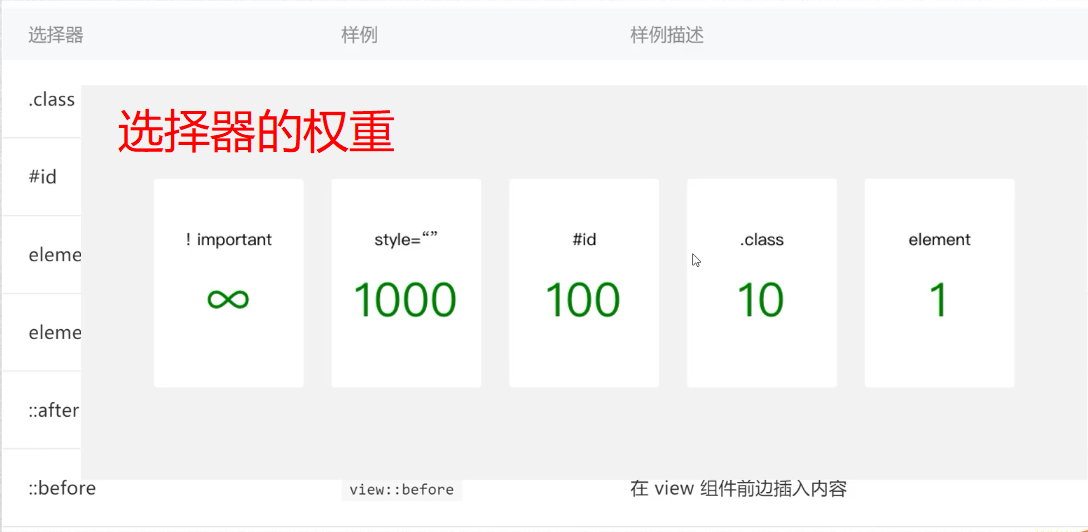 选择器 样例 样例描述
.class
选择器的权重
#id
! important style=“” #id .class element
eleme
∞ 1000 100 10 1
eleme
::after
::before view::before 在 view 组件前边插入内容